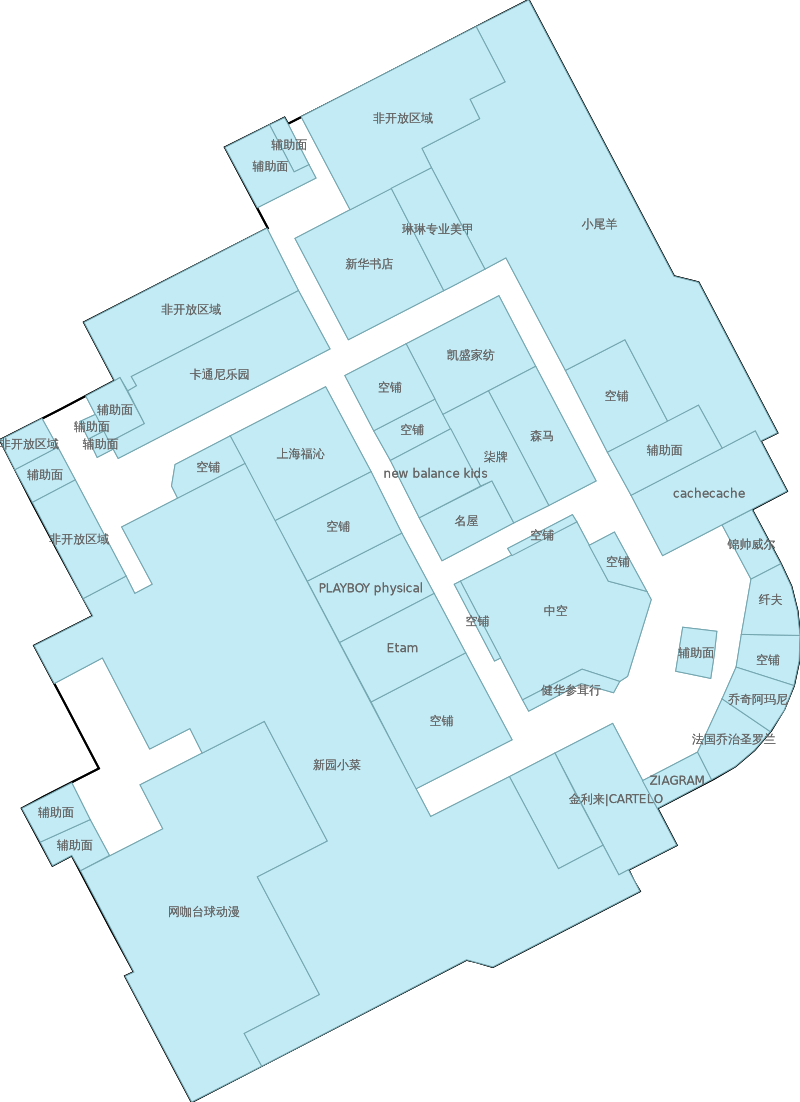 非开放区域
辅助面
辅助面
小尾羊
琳琳专业美甲
新华书店
非开放区域
凯盛家纺
卡通尼乐园
空铺
空铺
辅助面
辅助面
空铺
森马
非开放区域
辅助面
辅助面
上海福沁
柒牌
空铺
辅助面
new balance kids
cachecache
名屋
空铺
空铺
非开放区域
锦帅威尔
空铺
PLAYBOY physical
纤夫
中空
空铺
Etam
辅助面
空铺
健华参茸行
乔奇阿玛尼
空铺
法国乔治圣罗兰
新园小菜
ZIAGRAM
金利来|CARTELO
辅助面
辅助面
网咖台球动漫